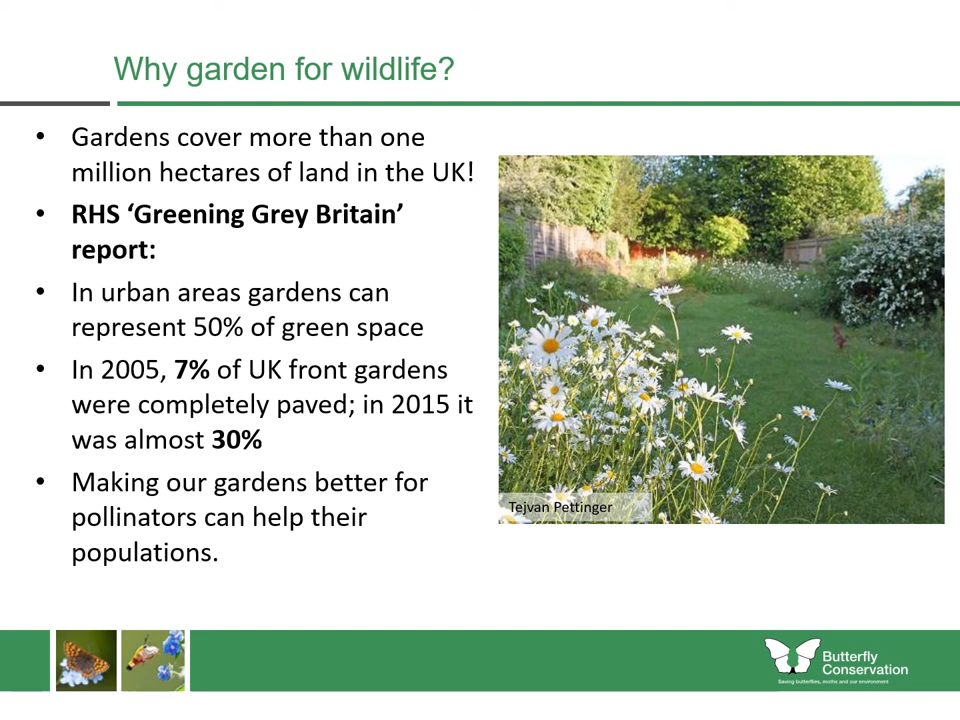 Why garden for wildlife?
• Gardens cover more than one
million hectares of land in the UK!
• RHS ‘Greening Grey Britain’
report:
• In urban areas gardens can
represent 50% of green space
• In 2005, 7% of UK front gardens
were completely paved; in 2015 it
was almost 30%
• Making our gardens better for
pollinators can help their
populations.
Tejvan Pettinger
Butterfly
Conservation
Saving butterflies, moths and our environment